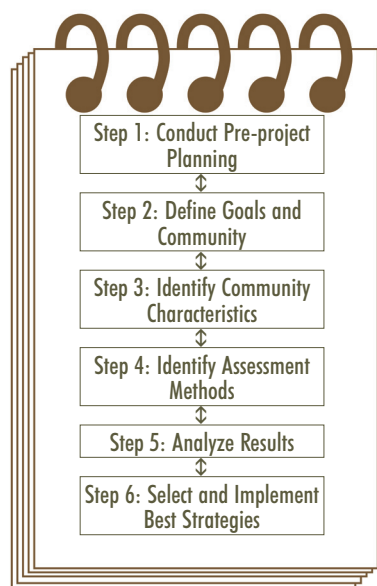 Step 1: Conduct Pre-project
Planning
Step 2: Define Goals and
Community
Step 3: Identify Community
Characteristics
Step 4: Identify Assessment
Methods
Step 5: Analyze Results
Step 6: Select and Implement
Best Strategies